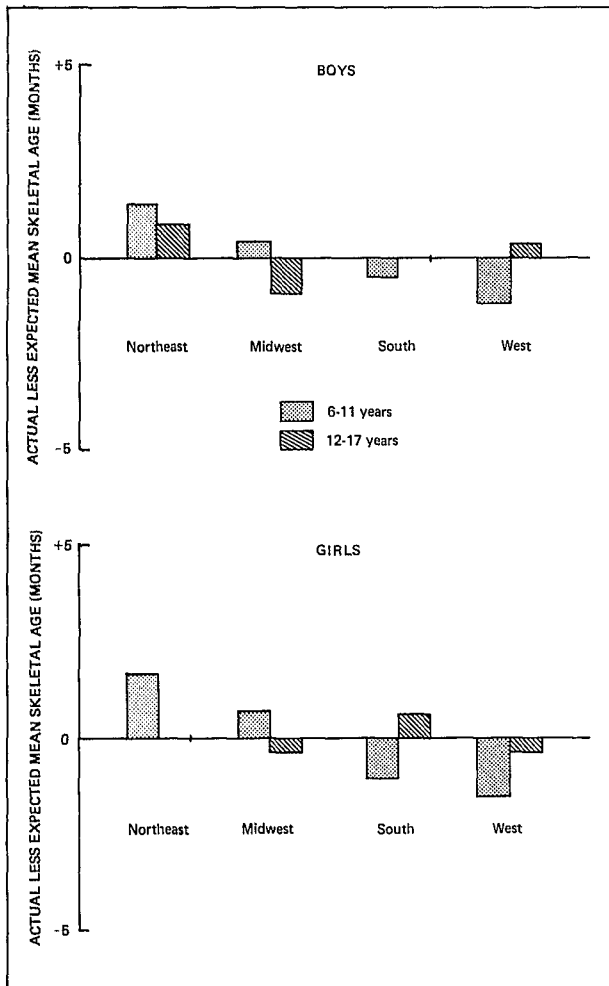 ACTUAL LESS EXPECTED MEAN SKELETAL AGE (MONTHS)
+5
BOYS
0
Northeast
Midwest
South
West
6-11 years
12-17 years
-5
ACTUAL LESS EXPECTED MEAN SKELETAL AGE (MONTHS)
+5
GIRLS
0
Northeast
Midwest
South
West
-5